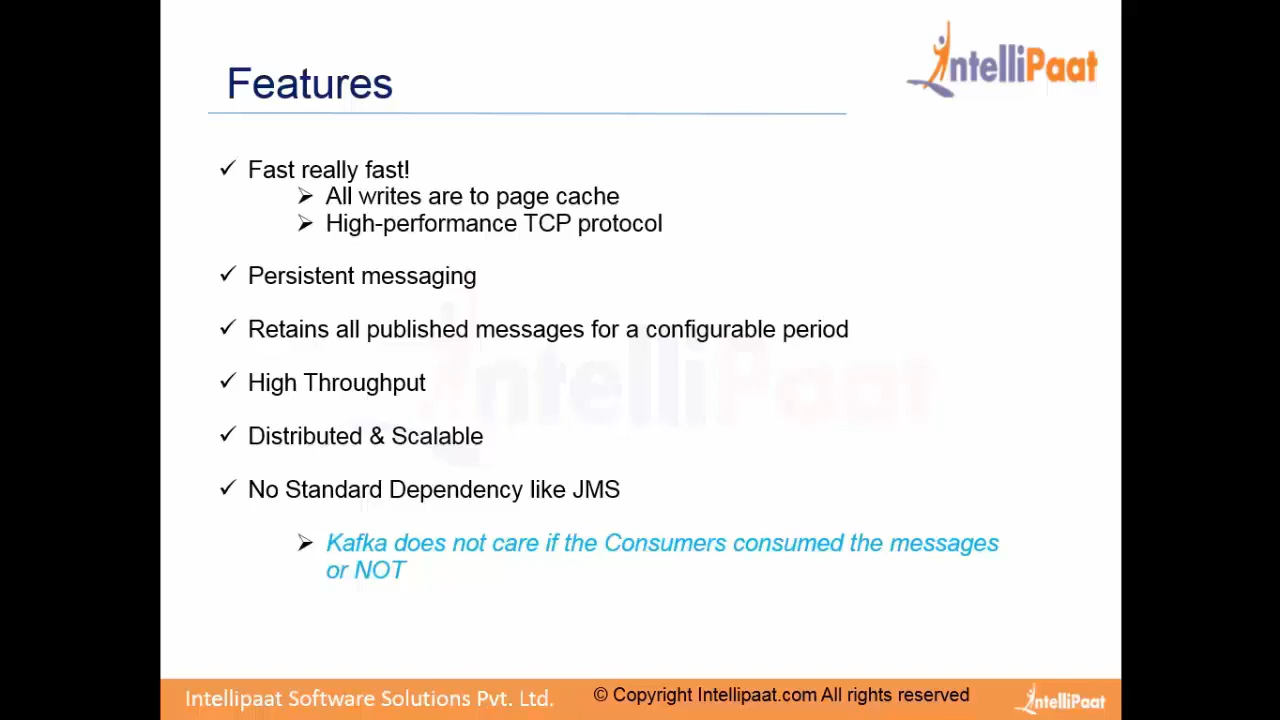 IntelliPaat
Features
Fast really fast!
All writes are to page cache
High-performance TCP protocol
Persistent messaging
Retains all published messages for a configurable period
IntelliPaat
High Throughput
Distributed & Scalable
No Standard Dependency like JMS
Kafka does not care if the Consumers consumed the messages
or NOT
Intellipaat Software Solutions Pvt. Ltd.
© Copyright Intellipaat.com All rights reserved
IntelliPaat